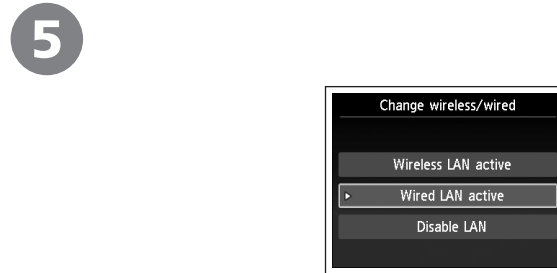 5
Change wireless/wired
Wireless LAN active
Wired LAN active
Disable LAN